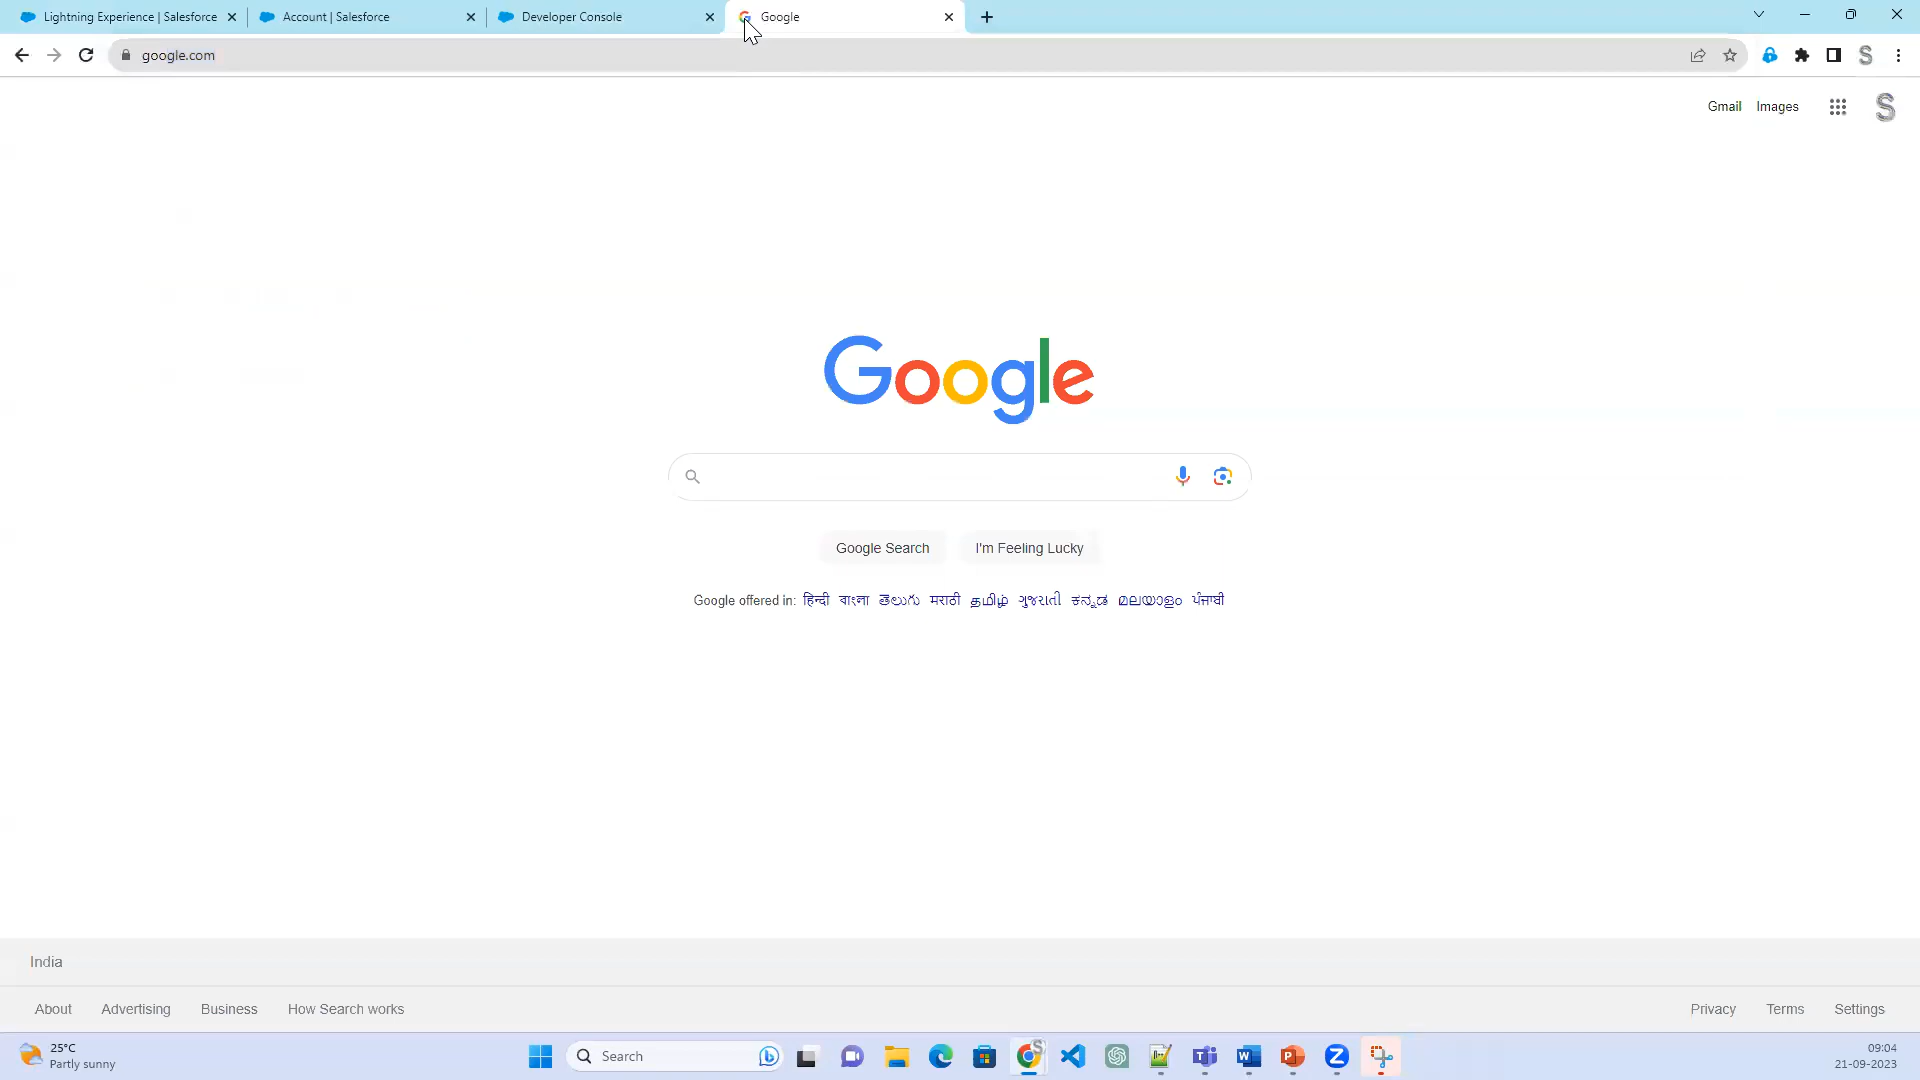 Lightning Experience | Salesforce
Account | Salesforce
Developer Console
Google
google.com
Gmail Images
Google
Google Search I'm Feeling Lucky
Google offered in: हिन्दी বাংলা తెలుగు मराठी தமிழ் ગુજરાતી ಕನ್ನಡ മലയാളം ਪੰਜਾਬੀ
India
About Advertising Business How Search works Privacy Terms Settings
25°C
Partly sunny
Search
09:04
21-09-2023